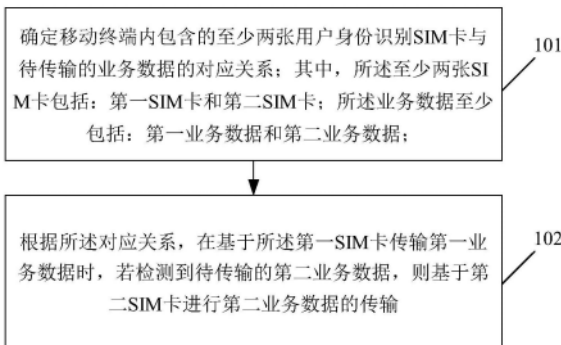 确定移动终端内包含的至少两张用户身份识别SIM卡与
待传输的业务数据的对应关系；其中，所述至少两张SI
M卡包括：第一SIM卡和第二SIM卡；所述业务数据至少
包括：第一业务数据和第二业务数据；
101
根据所述对应关系，在基于所述第一SIM卡传输第一业
务数据时，若检测到待传输的第二业务数据，则基于第
二SIM卡进行第二业务数据的传输
102